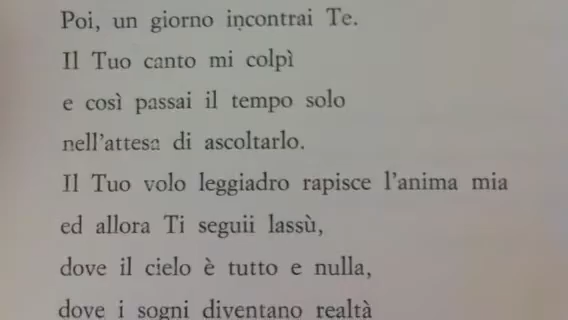 Poi, un giorno incontrai Te.
Il Tuo canto mi colpì
e così passai il tempo solo
nell'attesa di ascoltarlo.
Il Tuo volo leggiadro rapisce l'anima mia
ed allora Ti seguii lassù,
dove il cielo è tutto e nulla,
dove i sogni diventano realtà